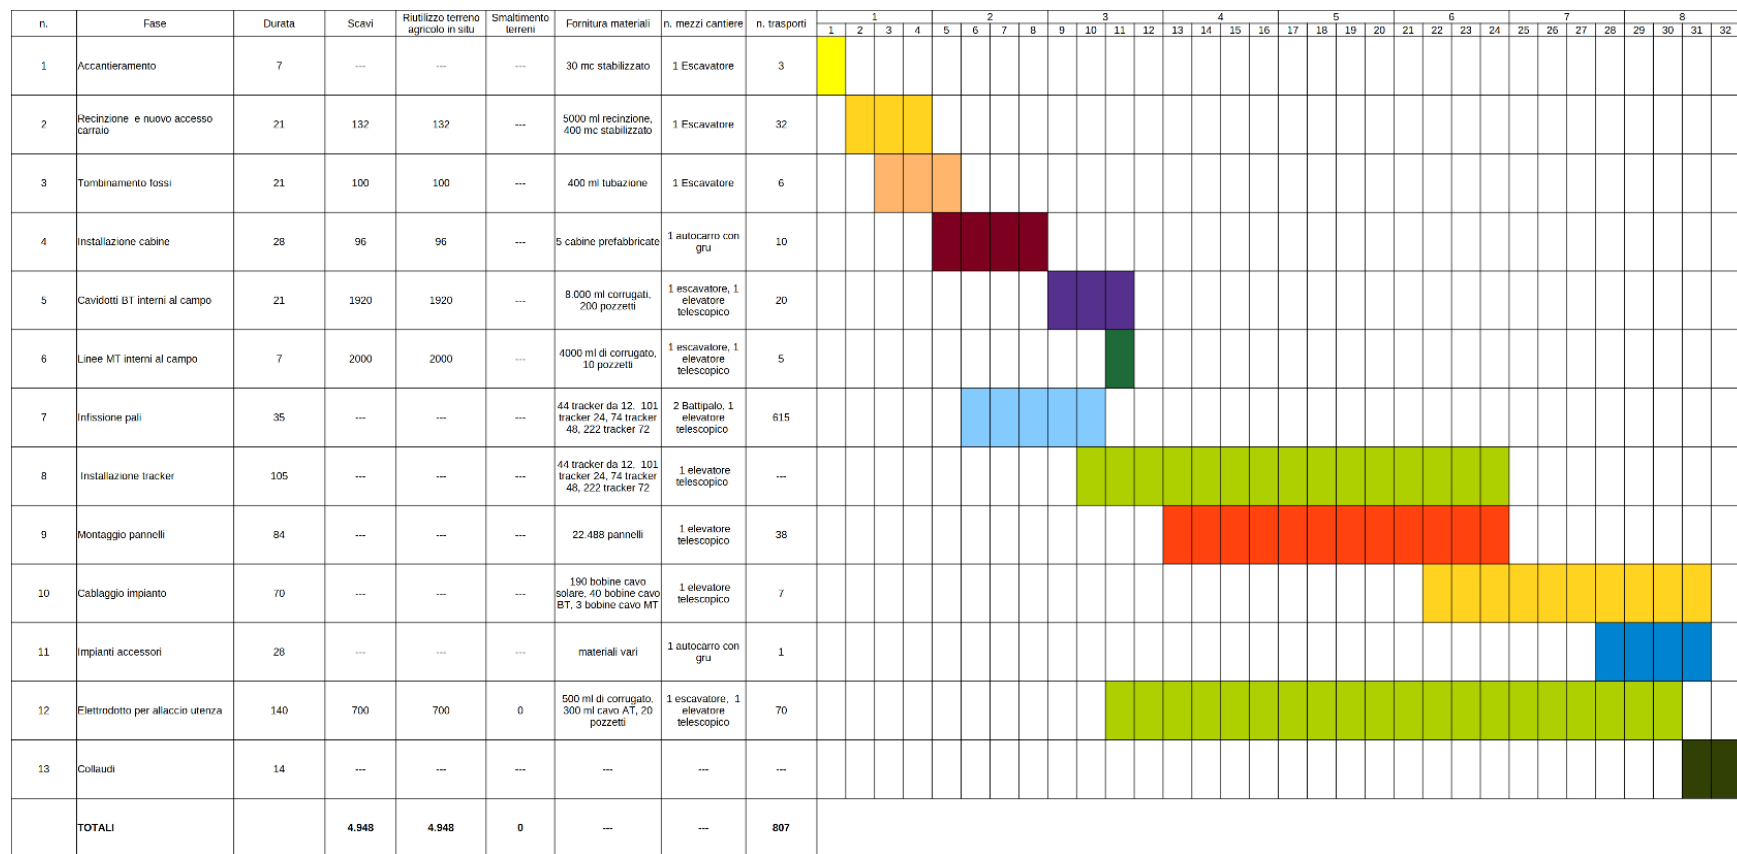 n. Fase Durata Scavi Riutilizzo terreno agricolo in situ Smaltimento terreni Fornitura materiali n. mezzi cantiere n. trasporti 1 2 3 4 5 6 7 8
1 2 3 4 5 6 7 8 9 10 11 12 13 14 15 16 17 18 19 20 21 22 23 24 25 26 27 28 29 30 31 32
1 Accantieramento 7 --- --- --- 30 mc stabilizzato 1 Escavatore 3
2 Recinzione e nuovo accesso carraio 21 132 132 --- 5000 ml recinzione, 400 mc stabilizzato 1 Escavatore 32
3 Tombinamento fossi 21 100 100 --- 400 ml tubazione 1 Escavatore 6
4 Installazione cabine 28 96 96 --- 5 cabine prefabbricate 1 autocarro con gru 10
5 Cavidotti BT interni al campo 21 1920 1920 --- 8.000 ml corrugati, 200 pozzetti 1 escavatore, 1 elevatore telescopico 20
6 Linee MT interni al campo 7 2000 2000 --- 4000 ml di corrugato, 10 pozzetti 1 escavatore, 1 elevatore telescopico 5
7 Infissione pali 35 --- --- --- 44 tracker da 12, 101 tracker 24, 74 tracker 48, 222 tracker 72 2 Battipalo, 1 elevatore telescopico 615
8 Installazione tracker 105 --- --- --- 44 tracker da 12, 101 tracker 24, 74 tracker 48, 222 tracker 72 1 elevatore telescopico ---
9 Montaggio pannelli 84 --- --- --- 22.488 pannelli 1 elevatore telescopico 38
10 Cablaggio impianto 70 --- --- --- 190 bobine cavo solare, 40 bobine cavo BT, 3 bobine cavo MT 1 elevatore telescopico 7
11 Impianti accessori 28 --- --- --- materiali vari 1 autocarro con gru 1
12 Elettrodotto per allaccio utenza 140 700 700 0 500 ml di corrugato, 300 ml cavo AT, 20 pozzetti 1 escavatore, 1 elevatore telescopico 70
13 Collaudi 14 --- --- --- --- --- ---
TOTALI 4.948 4.948 0 --- --- 807